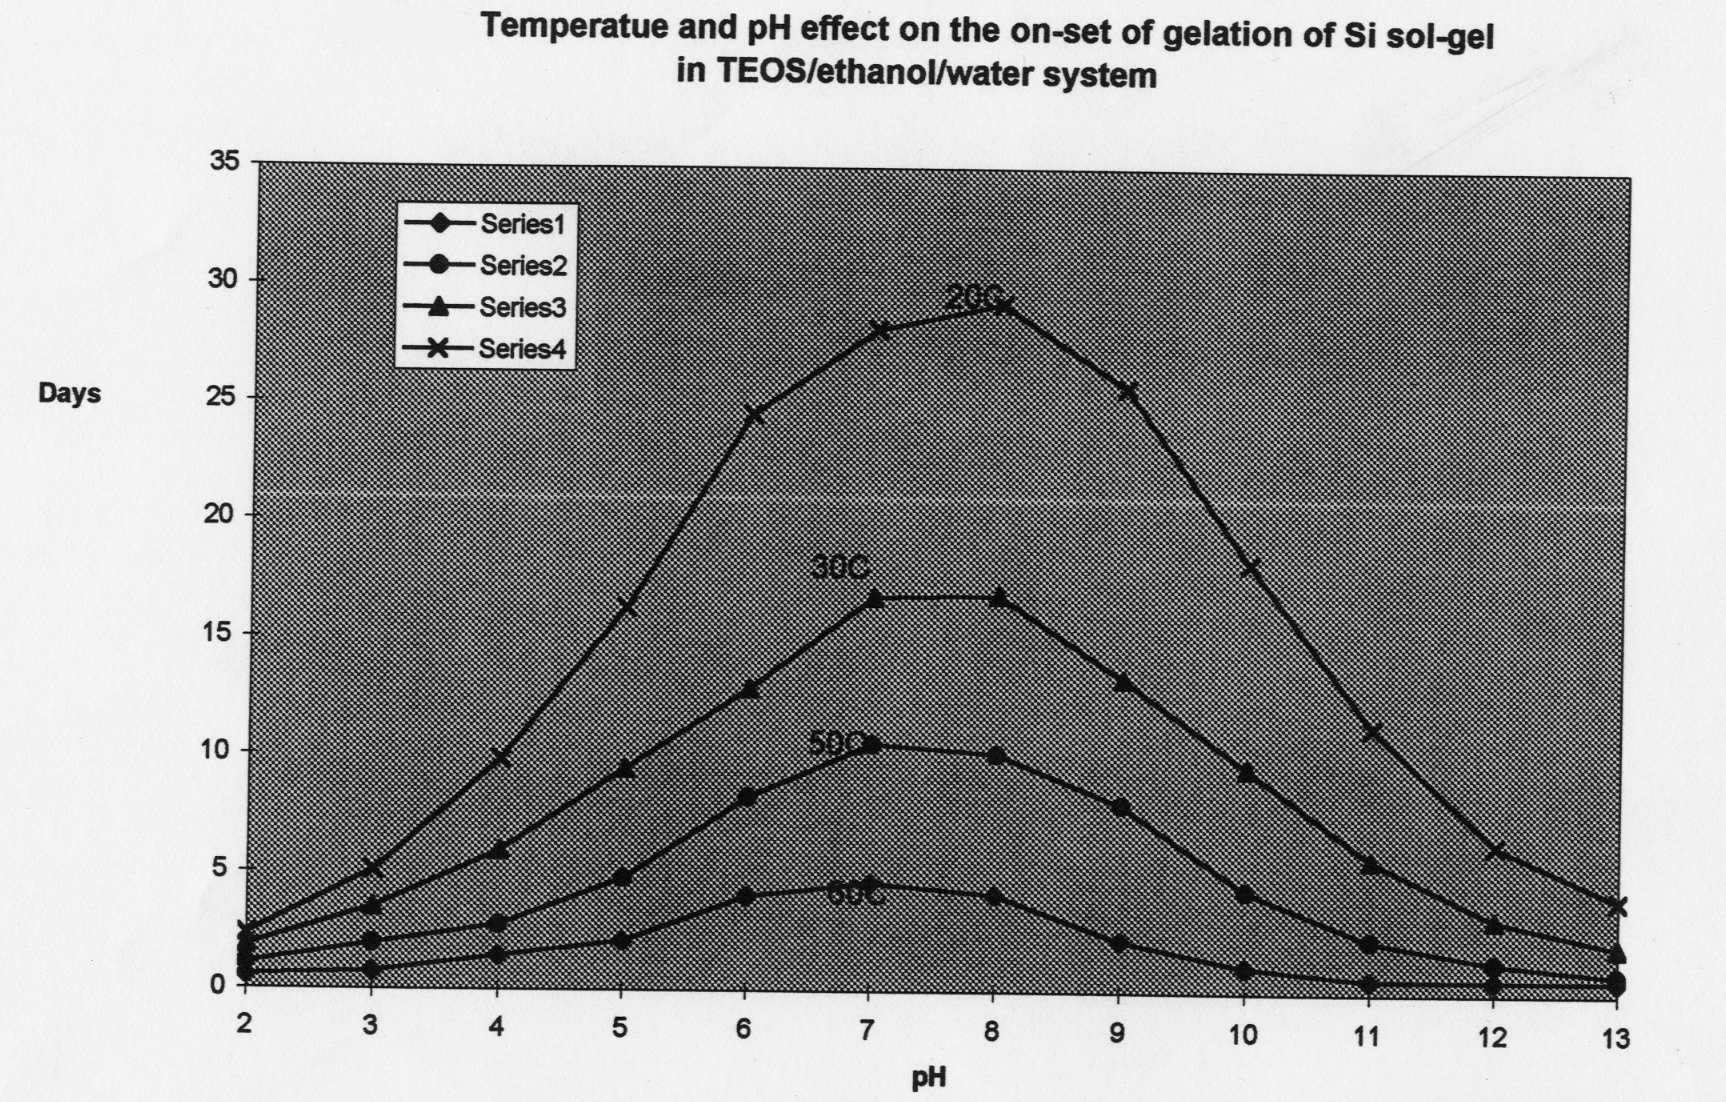 Temperatue and pH effect on the on-set of gelation of Si sol-gel
in TEOS/ethanol/water system
35
30
25
20
15
10
5
0
Days
Series1
Series2
Series3
Series4
20C
30C
50C
60C
2 3 4 5 6 7 8 9 10 11 12 13
pH